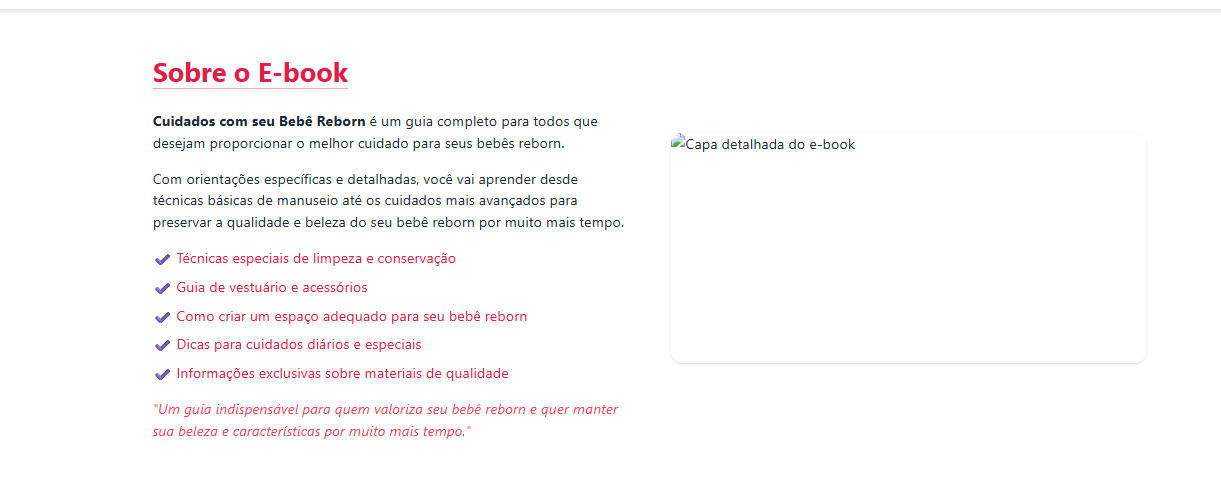 Sobre o E-book
Cuidados com seu Bebê Reborn é um guia completo para todos que
desejam proporcionar o melhor cuidado para seus bebês reborn.
Com orientações específicas e detalhadas, você vai aprender desde
técnicas básicas de manuseio até os cuidados mais avançados para
preservar a qualidade e beleza do seu bebê reborn por muito mais tempo.
✔ Técnicas especiais de limpeza e conservação
✔ Guia de vestuário e acessórios
✔ Como criar um espaço adequado para seu bebê reborn
✔ Dicas para cuidados diários e especiais
✔ Informações exclusivas sobre materiais de qualidade
"Um guia indispensável para quem valoriza seu bebê reborn e quer manter
sua beleza e características por muito mais tempo."
Capa detalhada do e-book